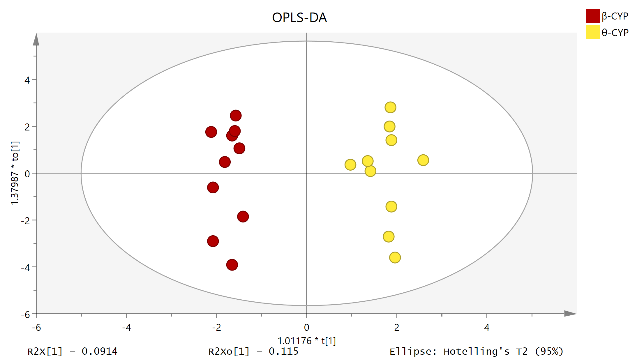 OPLS-DA
β-CYP
θ-CYP
1.37987 * to[1]
4
2
0
-2
-4
-6
-6 -4 -2 0 2 4
1.01176 * t[1]
R2X[1] - 0.0914 R2Xo[1] - 0.115 Ellipse: Hotelling's T2 (95%)